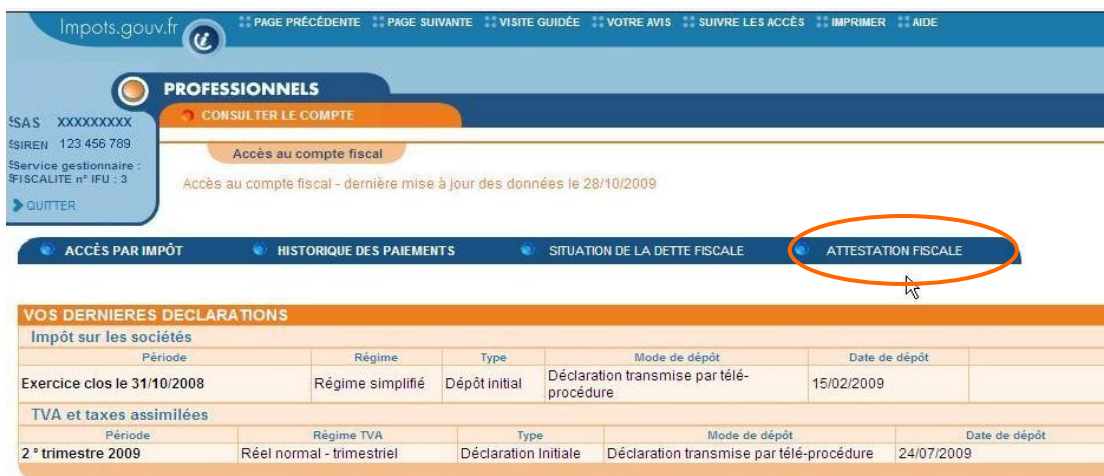 Impots.gouv.fr
PAGE PRÉCÉDENTE PAGE SUIVANTE VISITE GUIDÉE VOTRE AVIS SUIVRE LES ACCÈS IMPRIMER AIDE
PROFESSIONNELS
CONSULTER LE COMPTE
SAS XXXXXXXXX
SIREN 123 456 789
Service gestionnaire :
FISCALITE n° IFU : 3
QUITTER
Accès au compte fiscal
Accès au compte fiscal - dernière mise à jour des données le 28/10/2009
ACCÈS PAR IMPÔT HISTORIQUE DES PAIEMENTS SITUATION DE LA DETTE FISCALE ATTESTATION FISCALE
VOS DERNIERES DECLARATIONS
Impôt sur les sociétés
Période Régime Type Mode de dépôt Date de dépôt
Exercice clos le 31/10/2008 Régime simplifié Dépôt initial Déclaration transmise par télé-procédure 15/02/2009
TVA et taxes assimilées
Période Régime TVA Type Mode de dépôt Date de dépôt
2 ° trimestre 2009 Réel normal - trimestriel Déclaration Initiale Déclaration transmise par télé-procédure 24/07/2009